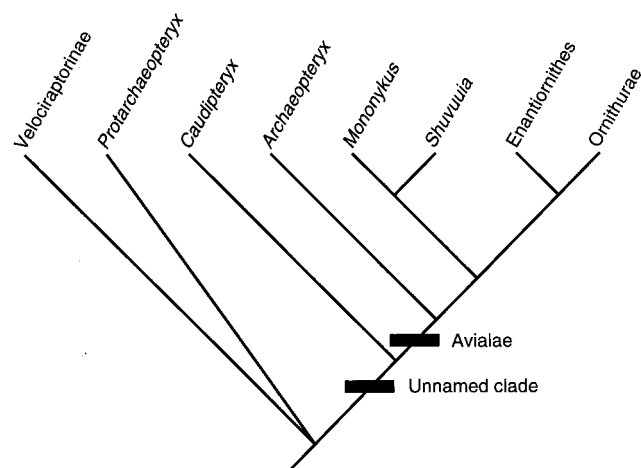 Velociraptorinae
Protarchaeopteryx
Caudipteryx
Archaeopteryx
Mononykus
Shuvuuia
Enantiornithes
Ornithurae
Avialae
Unnamed clade